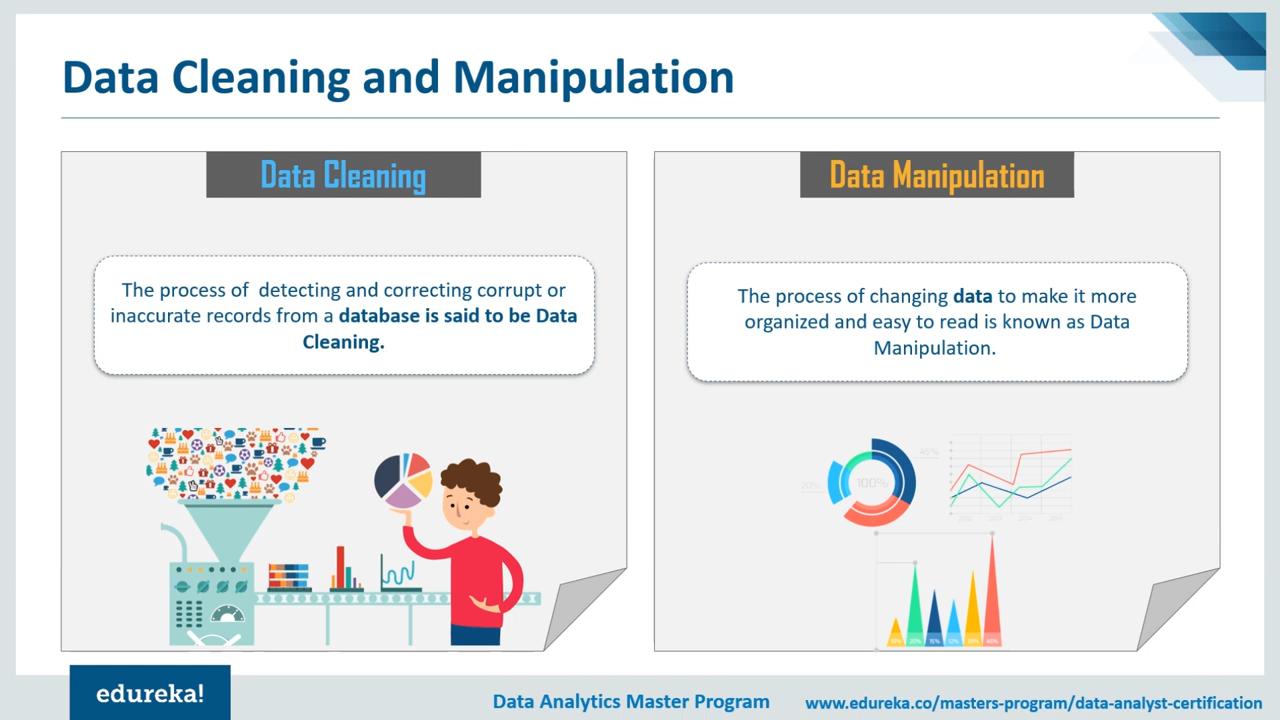 Data Cleaning and Manipulation
Data Cleaning
The process of  detecting and correcting corrupt or
inaccurate records from a database is said to be Data
Cleaning.
Data Manipulation
The process of changing data to make it more
organized and easy to read is known as Data
Manipulation.
45%
20%
100%
edureka!
Data Analytics Master Program
www.edureka.co/masters-program/data-analyst-certification